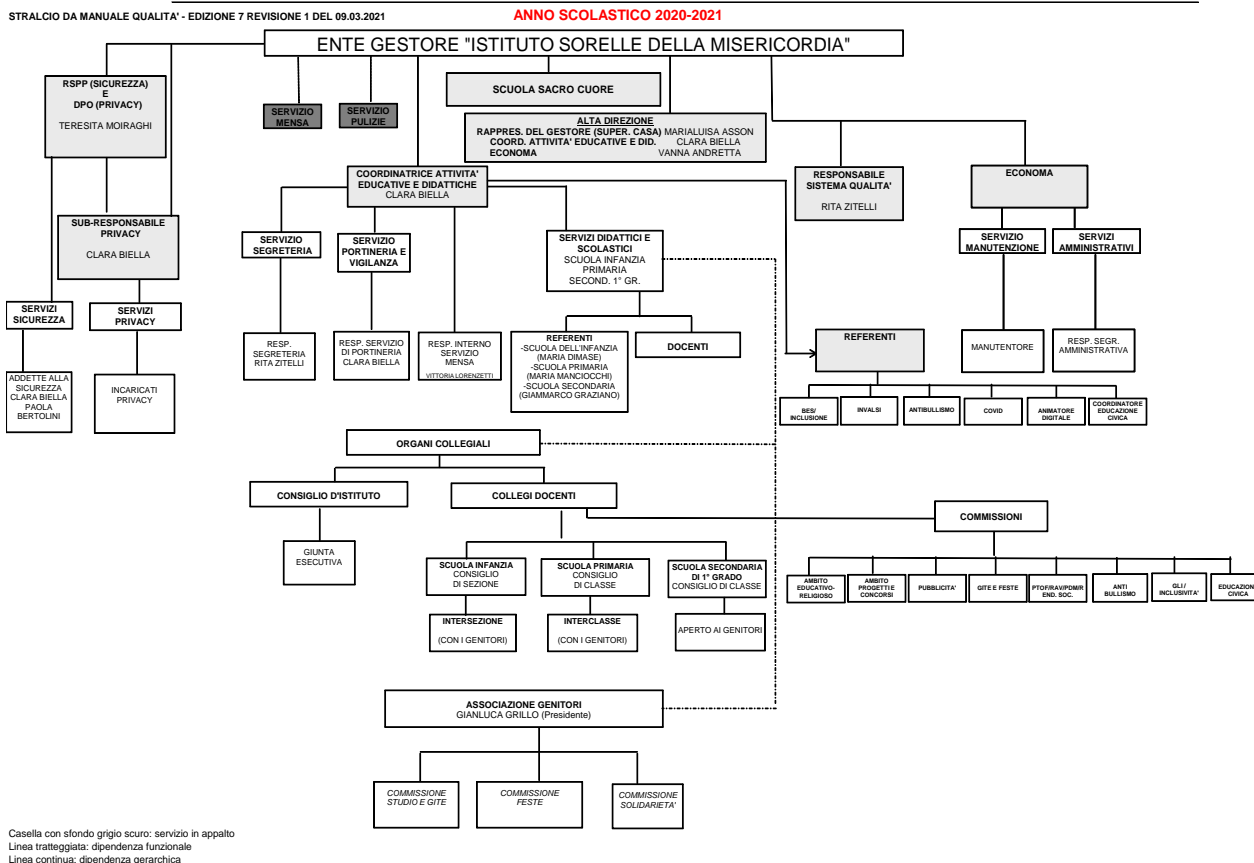 STRALCIO DA MANUALE QUALITA' - EDIZIONE 7 REVISIONE 1 DEL 09.03.2021
ANNO SCOLASTICO 2020-2021
ENTE GESTORE "ISTITUTO SORELLE DELLA MISERICORDIA"
RSPP (SICUREZZA)
E
DPO (PRIVACY)
TERESITA MOIRAGHI
SERVIZIO
MENSA
SERVIZIO
PULIZIE
SCUOLA SACRO CUORE
ALTA DIREZIONE
RAPPRES. DEL GESTORE (SUPER. CASA) MARIALUISA ASSON
COORD. ATTIVITA' EDUCATIVE E DID. CLARA BIELLA
ECONOMA VANNA ANDRETTA
COORDINATRICE ATTIVITA'
EDUCATIVE E DIDATTICHE
CLARA BIELLA
RESPONSABILE
SISTEMA QUALITA'
RITA ZITELLI
ECONOMA
SUB-RESPONSABILE
PRIVACY
CLARA BIELLA
SERVIZIO
SEGRETERIA
SERVIZIO
PORTINERIA E
VIGILANZA
SERVIZI DIDATTICI E
SCOLASTICI
SCUOLA INFANZIA
PRIMARIA
SECOND. 1° GR.
SERVIZIO
MANUTENZIONE
SERVIZI
AMMINISTRATIVI
SERVIZI
SICUREZZA
SERVIZI
PRIVACY
RESP.
SEGRETERIA
RITA ZITELLI
RESP. SERVIZIO
DI PORTINERIA
CLARA BIELLA
RESP. INTERNO
SERVIZIO
MENSA
VITTORIA LORENZETTI
REFERENTI
-SCUOLA DELL'INFANZIA
(MARIA DIMASE)
-SCUOLA PRIMARIA
(MARIA MANCIOCCHI)
-SCUOLA SECONDARIA
(GIAMMARCO GRAZIANO)
DOCENTI
REFERENTI
MANUTENTORE
RESP. SEGR.
AMMINISTRATIVA
ADDETTE ALLA
SICUREZZA
CLARA BIELLA
PAOLA
BERTOLINI
INCARICATI
PRIVACY
BES/
INCLUSIONE
INVALSI
ANTIBULLISMO
COVID
ANIMATORE
DIGITALE
COORDINATORE
EDUCAZIONE
CIVICA
ORGANI COLLEGIALI
CONSIGLIO D'ISTITUTO
COLLEGI DOCENTI
COMMISSIONI
GIUNTA
ESECUTIVA
SCUOLA INFANZIA
CONSIGLIO
DI SEZIONE
SCUOLA PRIMARIA
CONSIGLIO
DI CLASSE
SCUOLA SECONDARIA
DI 1° GRADO
CONSIGLIO DI CLASSE
AMBITO
EDUCATIVO-
RELIGIOSO
AMBITO
PROGETTI E
CONCORSI
PUBBLICITA'
GITE E FESTE
PTOF/RAV/PDM/R
END. SOC.
ANTI
BULLISMO
GLI /
INCLUSIVITA'
EDUCAZION
CIVICA
INTERSEZIONE
(CON I GENITORI)
INTERCLASSE
(CON I GENITORI)
APERTO AI GENITORI
ASSOCIAZIONE GENITORI
GIANLUCA GRILLO (Presidente)
COMMISSIONE
STUDIO E GITE
COMMISSIONE
FESTE
COMMISSIONE
SOLIDARIETA'
Casella con sfondo grigio scuro: servizio in appalto
Linea tratteggiata: dipendenza funzionale
Linea continua: dipendenza gerarchica